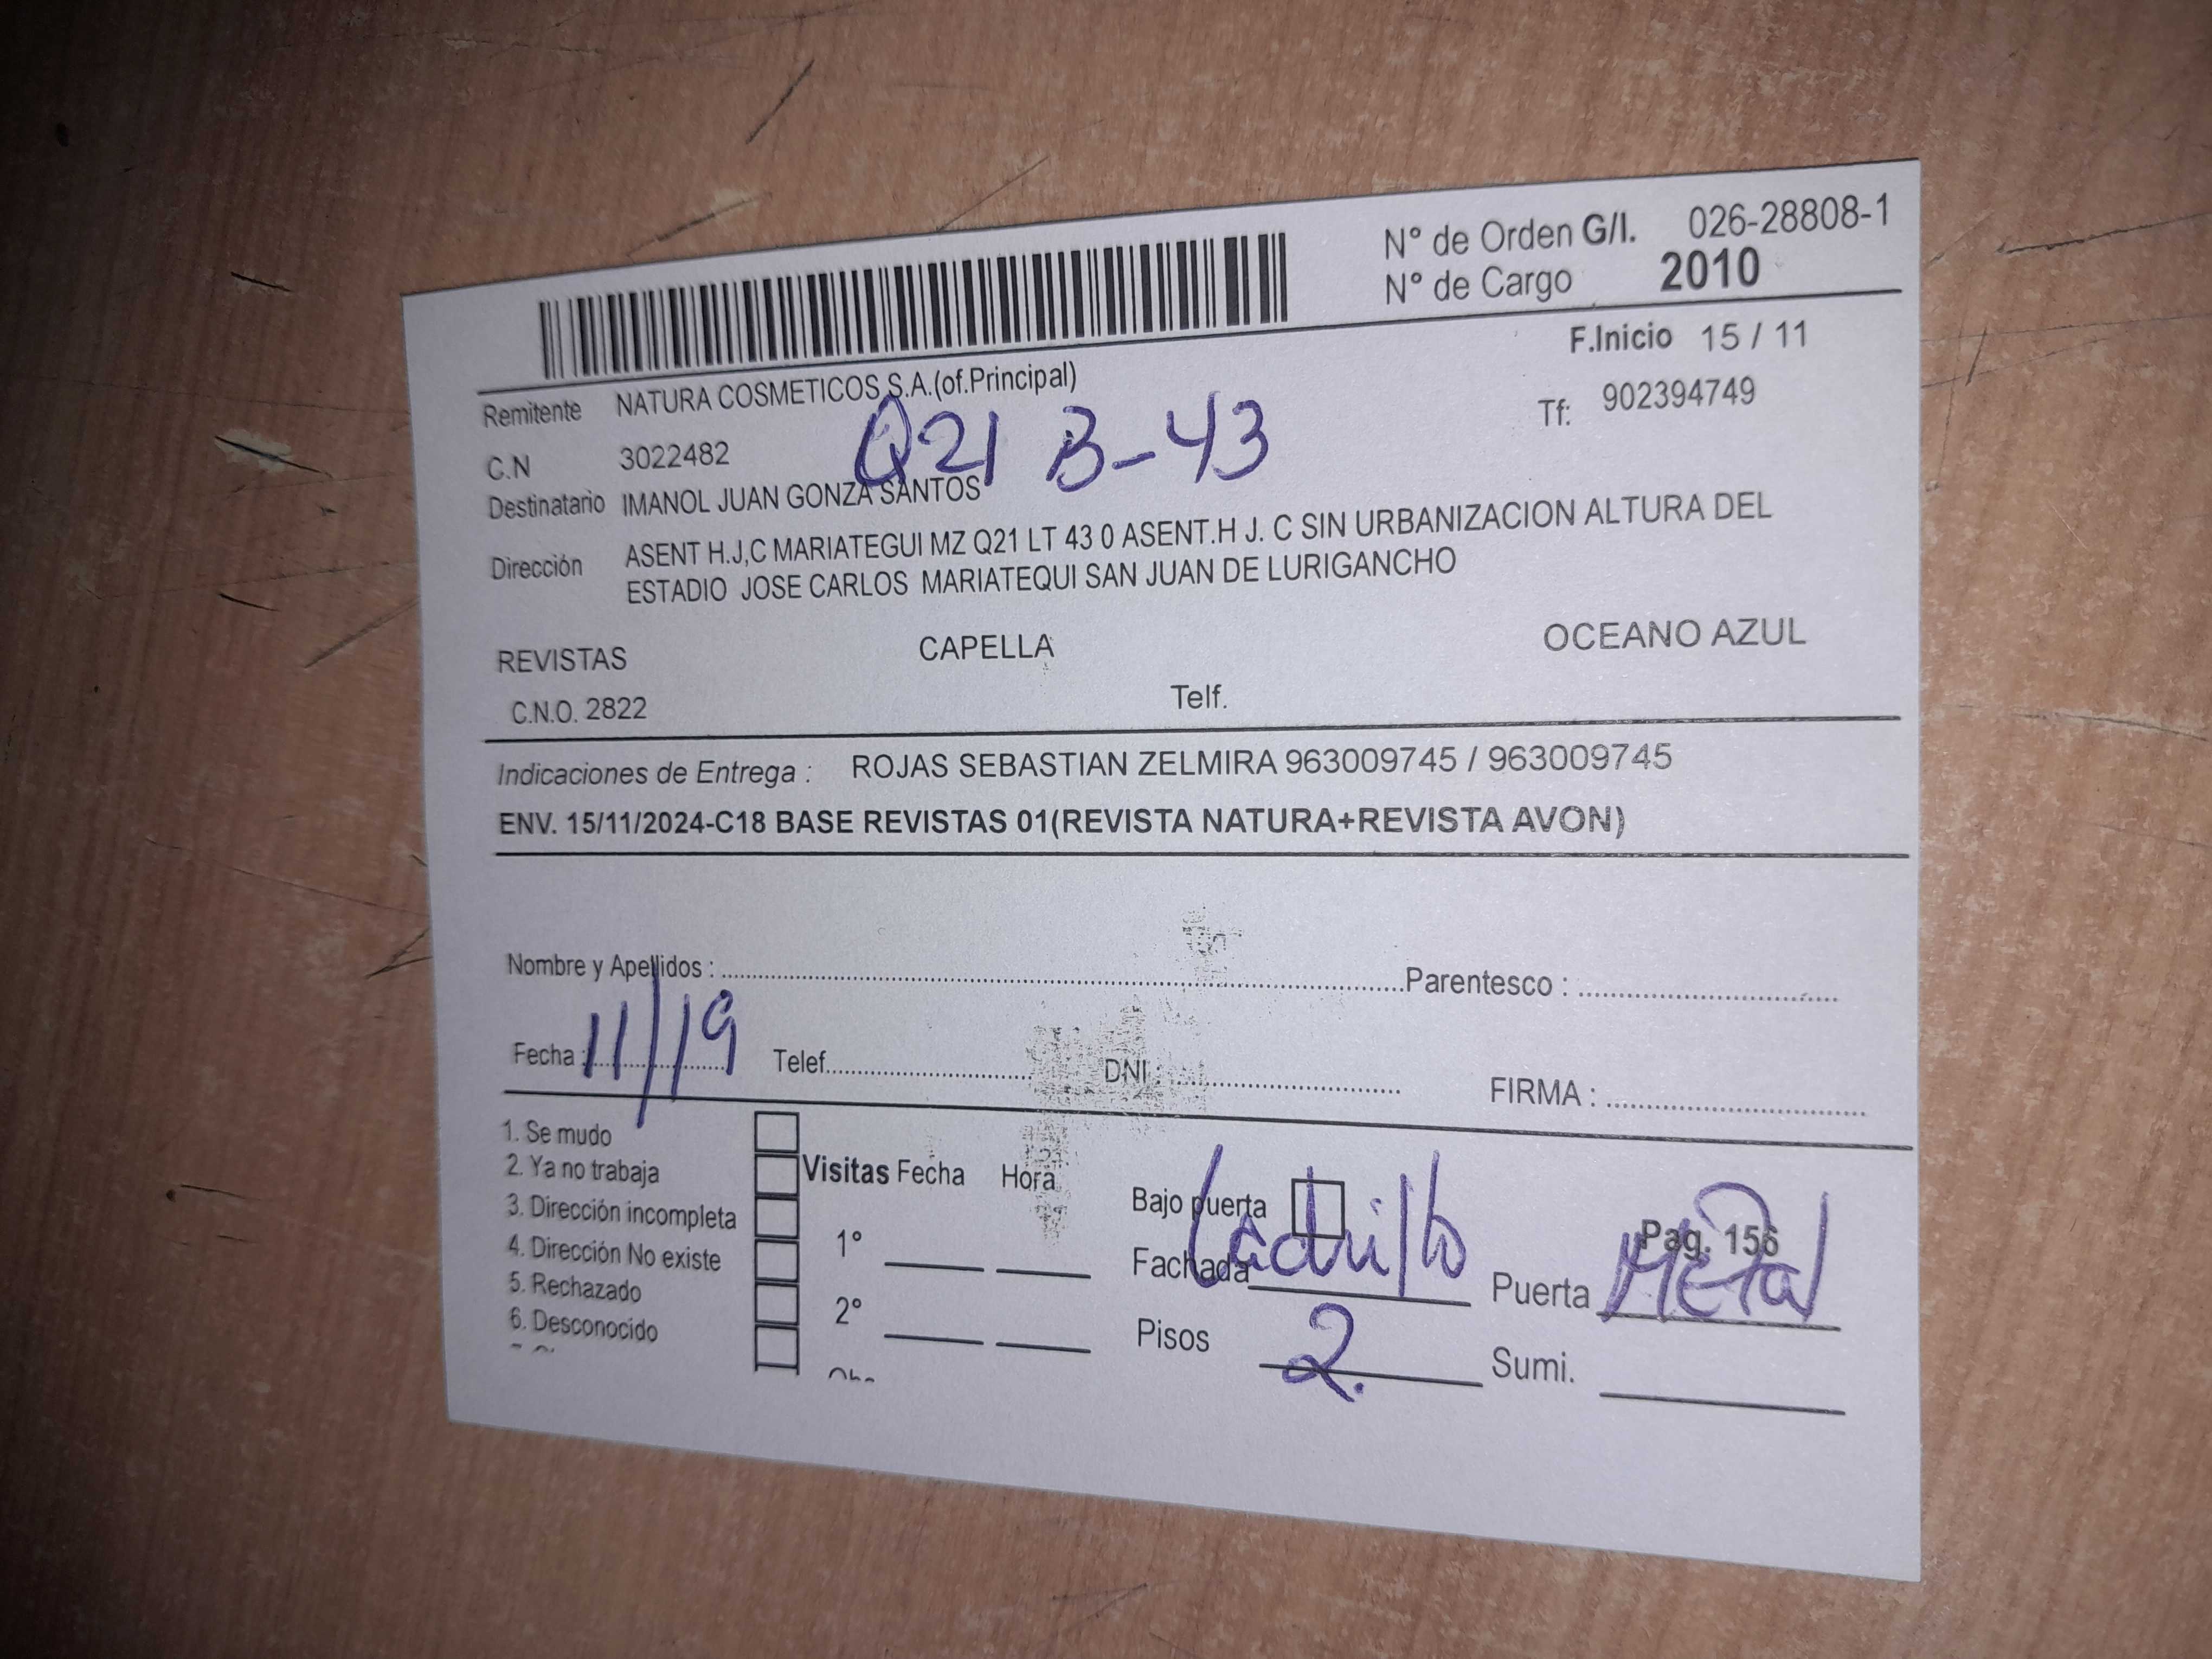 N° de Orden G/I. 026-28808-1
N° de Cargo 2010
F.Inicio 15 / 11
Remitente NATURA COSMETICOS S.A.(of.Principal)
Tf: 902394749
C.N 3022482 Q21 B-43
Destinatario IMANOL JUAN GONZA SANTOS
Dirección ASENT H.J,C MARIATEGUI MZ Q21 LT 43 0 ASENT.H J. C SIN URBANIZACION ALTURA DEL
ESTADIO JOSE CARLOS MARIATEQUI SAN JUAN DE LURIGANCHO
REVISTAS CAPELLA OCEANO AZUL
C.N.O. 2822 Telf.
Indicaciones de Entrega : ROJAS SEBASTIAN ZELMIRA 963009745 / 963009745
ENV. 15/11/2024-C18 BASE REVISTAS 01(REVISTA NATURA+REVISTA AVON)
Nombre y Apellidos : Parentesco :
Fecha : 11/19 Telef. DNI : FIRMA :
1. Se mudo
2. Ya no trabaja Visitas Fecha Hora Bajo puerta
3. Dirección incompleta
4. Dirección No existe 1° Fachada Ladrillo Puerta Metal Pag. 156
5. Rechazado
6. Desconocido 2° Pisos 2. Sumi.